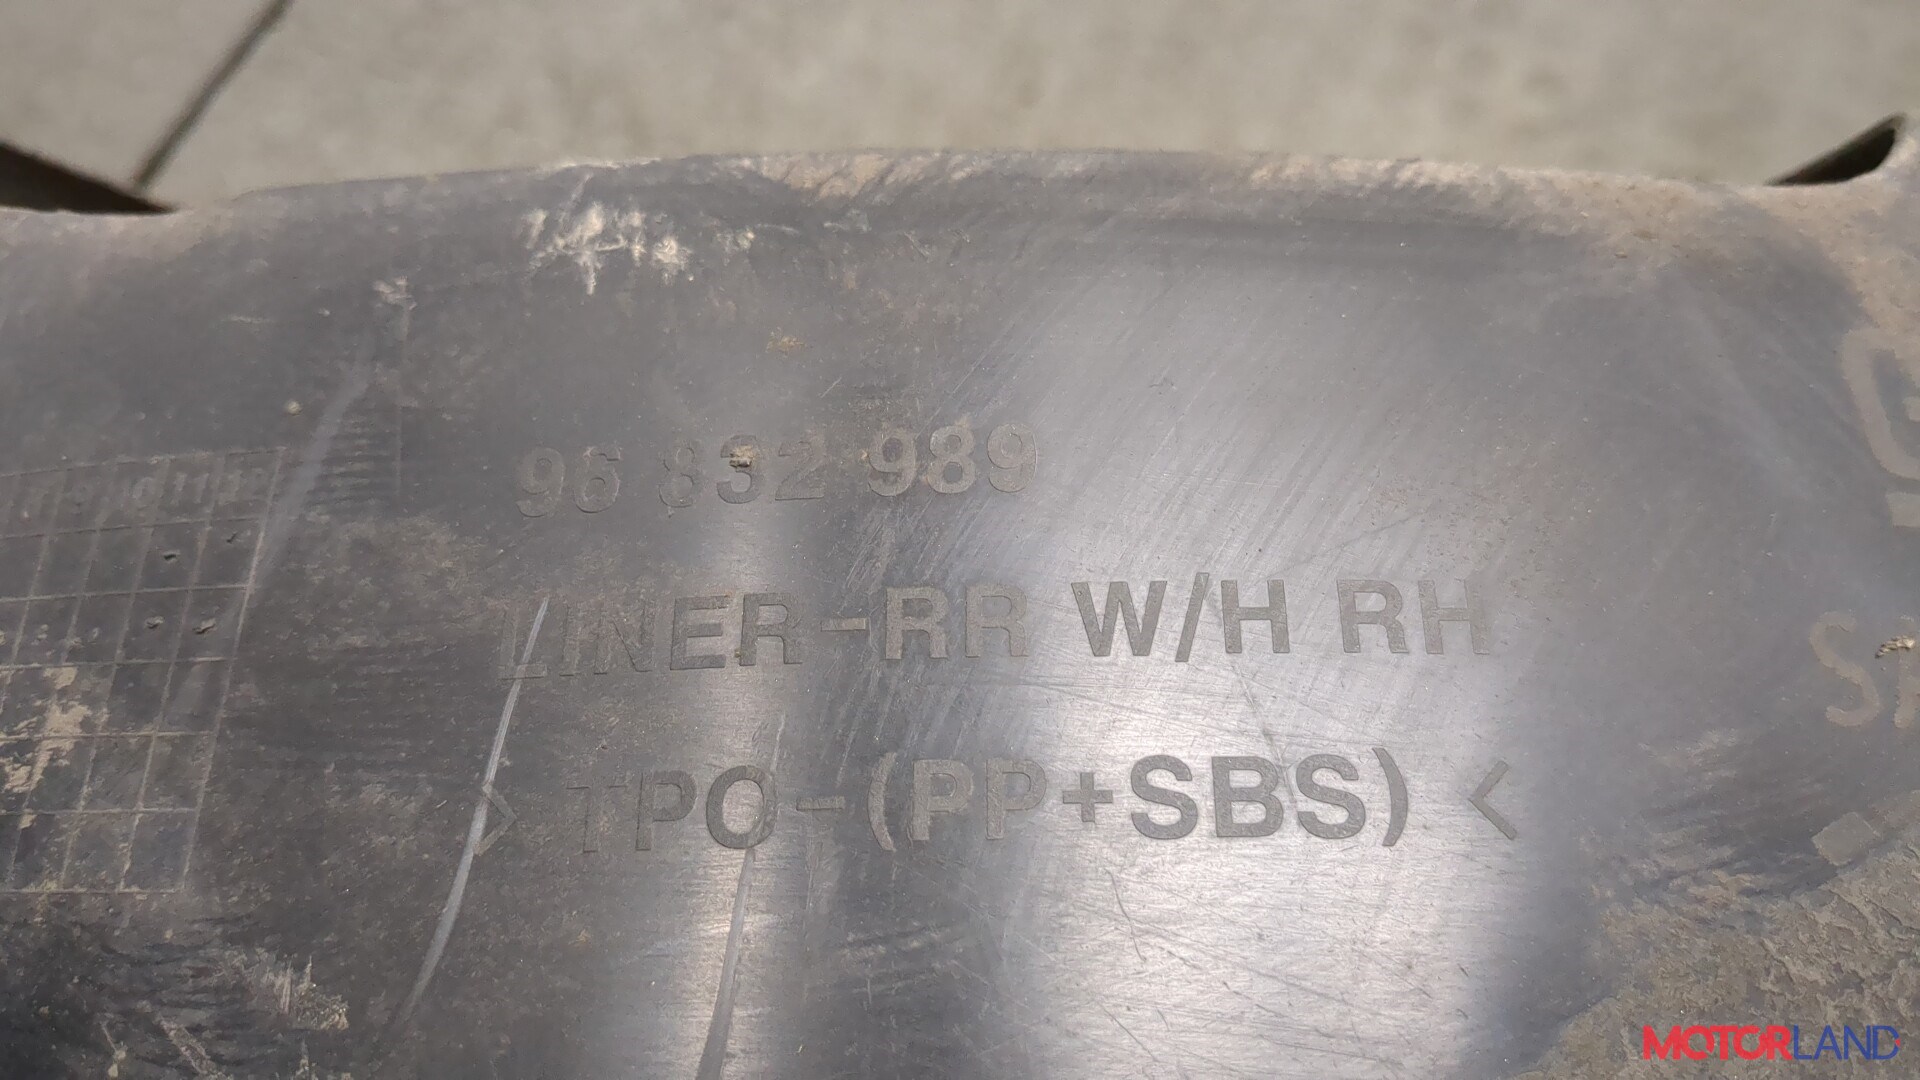 96 832 989
LINER-RR W/H RH
> TPO-(PP+SBS) <
MOTORLAND